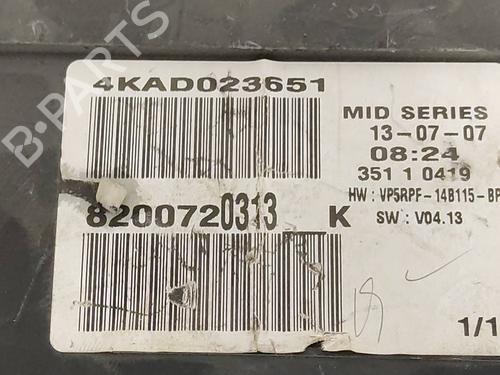 4KAD023651
MID SERIES
13-07-07
08:24
351 1 0419
HW : VP5RPF-14B115-BP
8200720313 K
SW : V04.13
1/1